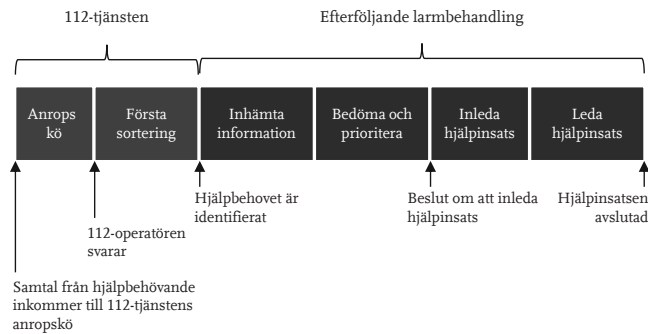 112-tjänsten
Efterföljande larmbehandling
Anrops
kö
Första
sortering
Inhämta
information
Bedöma och
prioritera
Inleda
hjälpinsats
Leda
hjälpinsats
Hjälpbehovet är
identifierat
Beslut om att inleda
hjälpinsats
Hjälpinsatsen
avslutad
112-operatören
svarar
Samtal från hjälpbehövande
inkommer till 112-tjänstens
anropskö